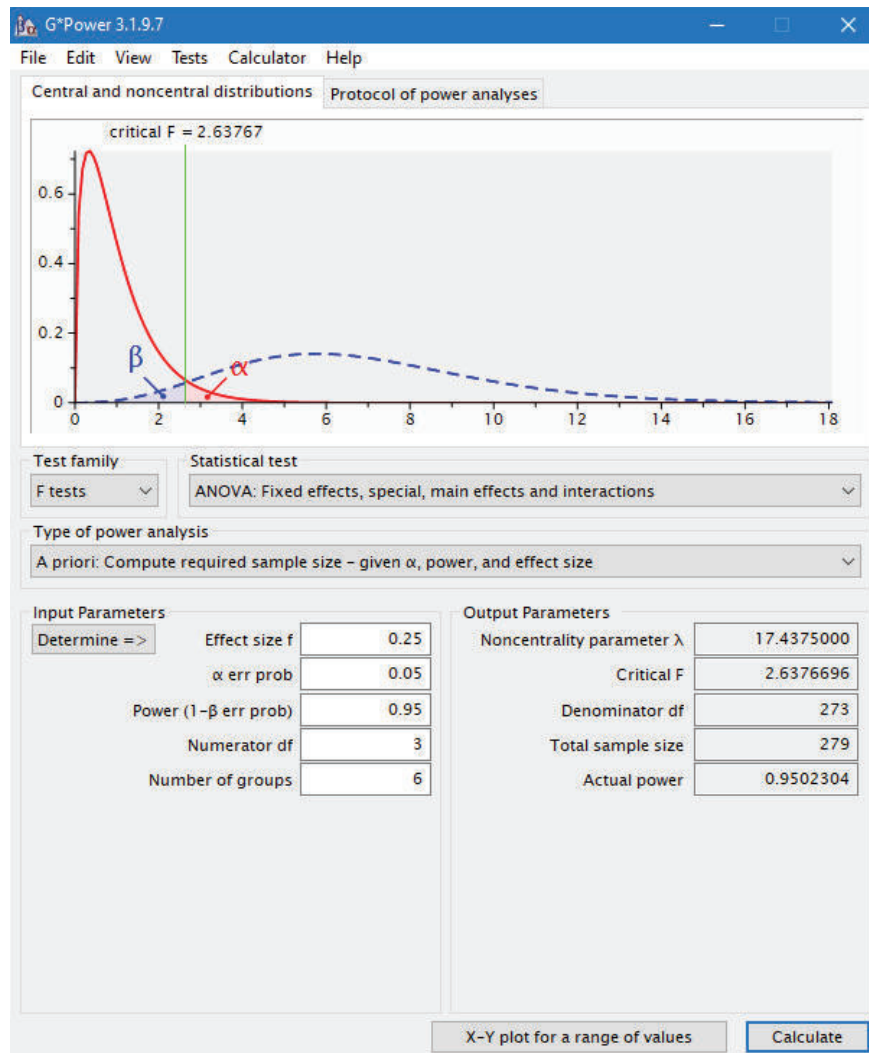 G*Power 3.1.9.7
File Edit View Tests Calculator Help
Central and noncentral distributions Protocol of power analyses
critical F = 2.63767
0.6
0.4
0.2
0
β
α
0 2 4 6 8 10 12 14 16 18
Test family Statistical test
F tests ANOVA: Fixed effects, special, main effects and interactions
Type of power analysis
A priori: Compute required sample size – given α, power, and effect size
Input Parameters Output Parameters
Determine => Effect size f 0.25 Noncentrality parameter λ 17.4375000
α err prob 0.05 Critical F 2.6376696
Power (1–β err prob) 0.95 Denominator df 273
Numerator df 3 Total sample size 279
Number of groups 6 Actual power 0.9502304
X–Y plot for a range of values Calculate